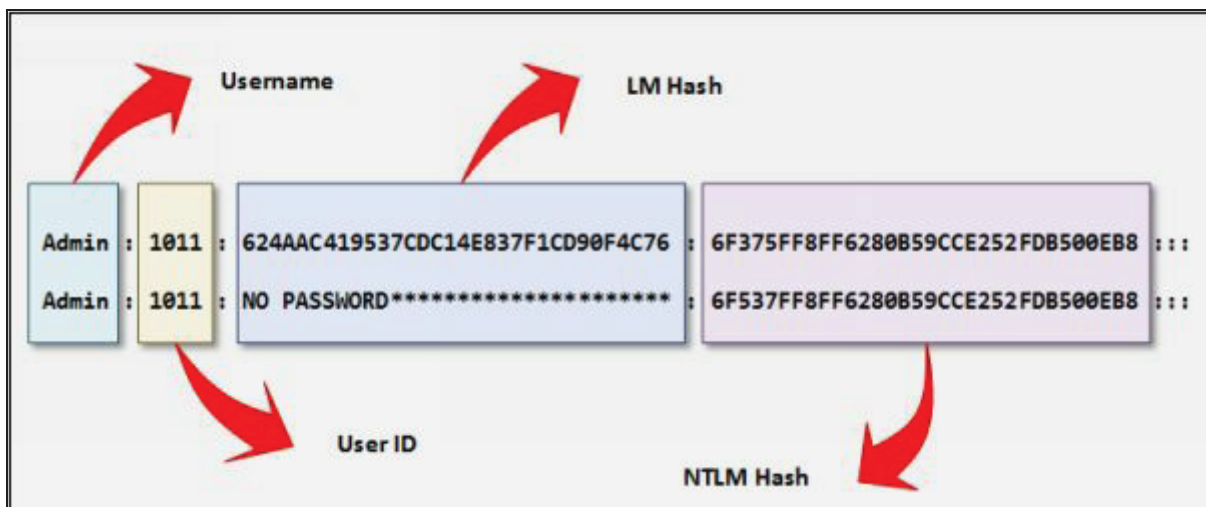 Username
LM Hash
Admin : 1011 : 624AAC419537CDC14E837F1CD90F4C76 : 6F375FF8FF6280B59CCE252FDB500EB8 :::
Admin : 1011 : NO PASSWORD********************* : 6F537FF8FF6280B59CCE252FDB500EB8 :::
User ID
NTLM Hash